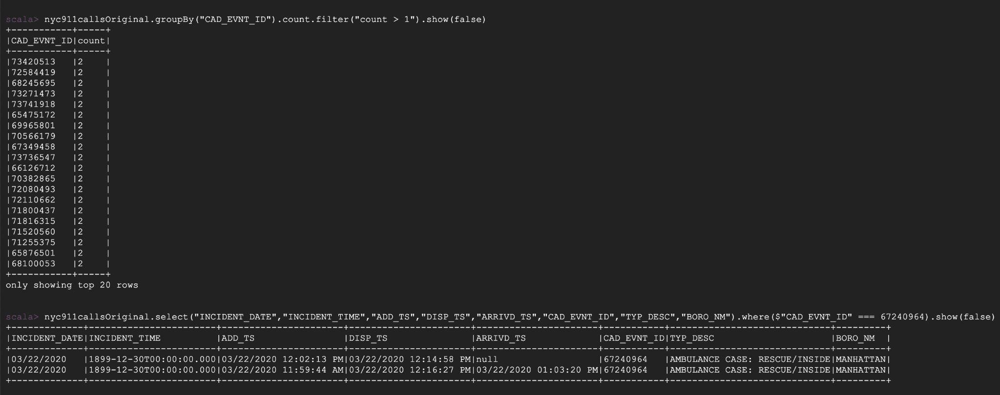 scala> nyc911callsOriginal.groupBy("CAD_EVNT_ID").count.filter("count > 1").show(false)
+-----------+-----+
|CAD_EVNT_ID|count|
+-----------+-----+
|73420513   |2    |
|72584419   |2    |
|68245695   |2    |
|73271473   |2    |
|73741918   |2    |
|65475172   |2    |
|69965801   |2    |
|70566179   |2    |
|67349458   |2    |
|73736547   |2    |
|66126712   |2    |
|70382865   |2    |
|72080493   |2    |
|72110662   |2    |
|71800437   |2    |
|71816315   |2    |
|71520560   |2    |
|71255375   |2    |
|65876501   |2    |
|68100053   |2    |
+-----------+-----+
only showing top 20 rows
scala> nyc911callsOriginal.select("INCIDENT_DATE","INCIDENT_TIME","ADD_TS","DISP_TS","ARRIVD_TS","CAD_EVNT_ID","TYP_DESC","BORO_NM").where($"CAD_EVNT_ID" === 67240964).show(false)
+-------------+-----------------------+----------------------+----------------------+----------------------+-----------+-----------------------------+---------+
|INCIDENT_DATE|INCIDENT_TIME          |ADD_TS                |DISP_TS               |ARRIVD_TS             |CAD_EVNT_ID|TYP_DESC                     |BORO_NM  |
+-------------+-----------------------+----------------------+----------------------+----------------------+-----------+-----------------------------+---------+
|03/22/2020   |1899-12-30T00:00:00.000|03/22/2020 12:02:13 PM|03/22/2020 12:14:58 PM|null                  |67240964   |AMBULANCE CASE: RESCUE/INSIDE|MANHATTAN|
|03/22/2020   |1899-12-30T00:00:00.000|03/22/2020 11:59:44 AM|03/22/2020 12:16:27 PM|03/22/2020 01:03:20 PM|67240964   |AMBULANCE CASE: RESCUE/INSIDE|MANHATTAN|
+-------------+-----------------------+----------------------+----------------------+----------------------+-----------+-----------------------------+---------+